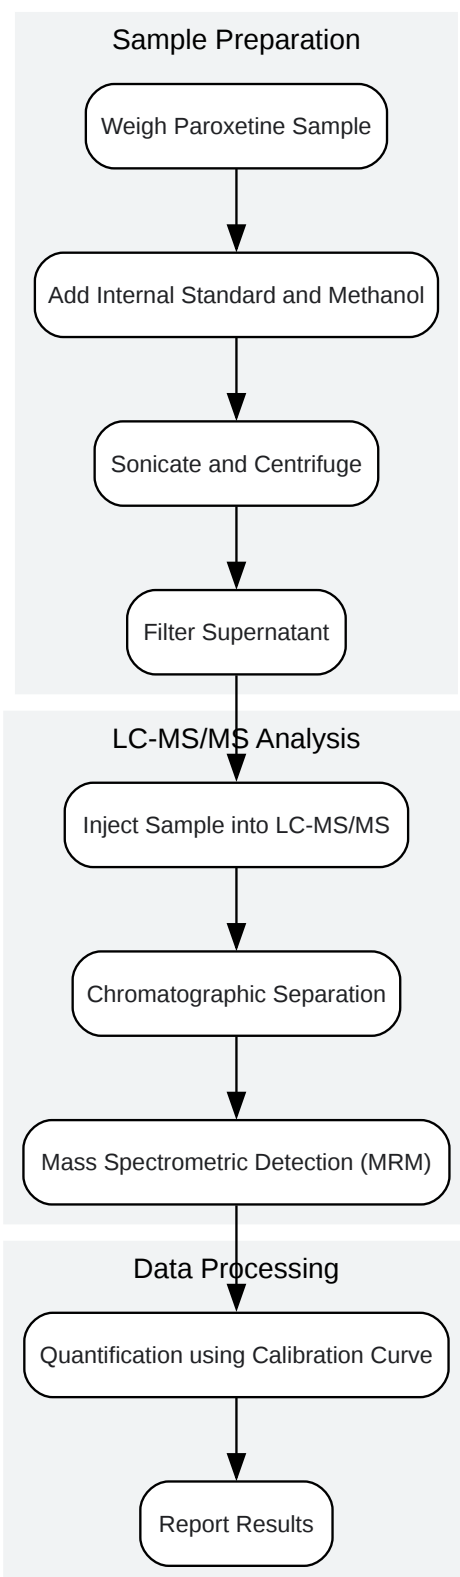 Sample Preparation
Weigh Paroxetine Sample
Add Internal Standard and Methanol
Sonicate and Centrifuge
Filter Supernatant
LC-MS/MS Analysis
Inject Sample into LC-MS/MS
Chromatographic Separation
Mass Spectrometric Detection (MRM)
Data Processing
Quantification using Calibration Curve
Report Results